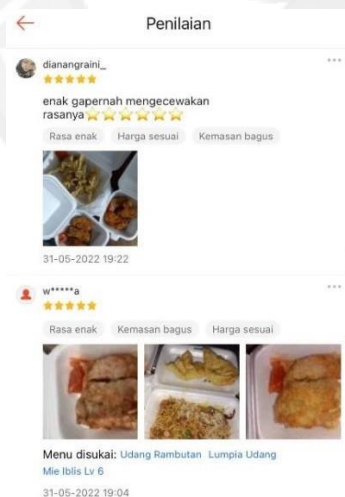 Penilaian
dianangraini_
enak gapernah mengecewakan
rasanya⭐⭐⭐⭐⭐⭐
Rasa enak Harga sesuai Kemasan bagus
31-05-2022 19:22
w*****a
Rasa enak Kemasan bagus Harga sesuai
Menu disukai: Udang Rambutan Lumpia Udang
Mie Iblis Lv 6
31-05-2022 19:04